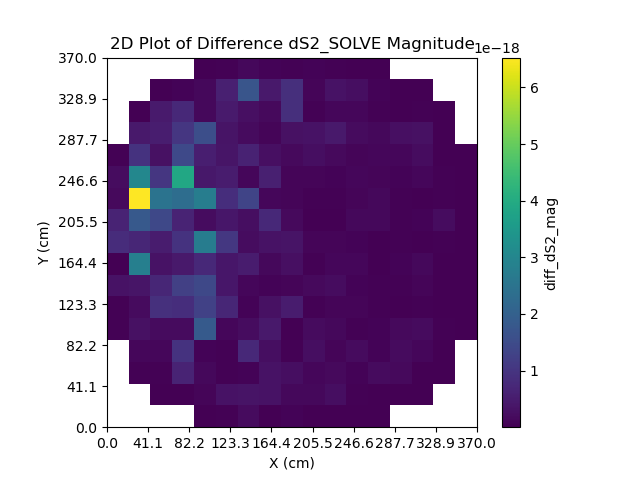 2D Plot of Difference dS2_SOLVE Magnitude
1e−18
370.0
328.9
287.7
246.6
205.5
164.4
123.3
82.2
41.1
0.0
Y (cm)
0.0 41.1 82.2 123.3 164.4 205.5 246.6 287.7 328.9 370.0
X (cm)
6
5
4
3
2
1
diff_dS2_mag